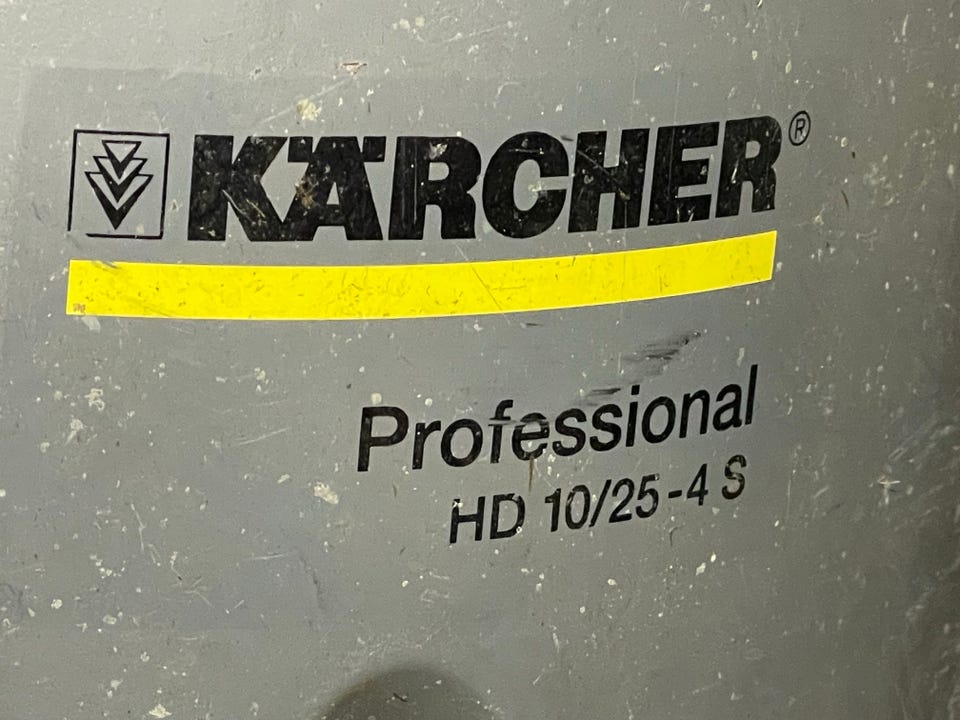 KÄRCHER®
Professional
HD 10/25-4 S